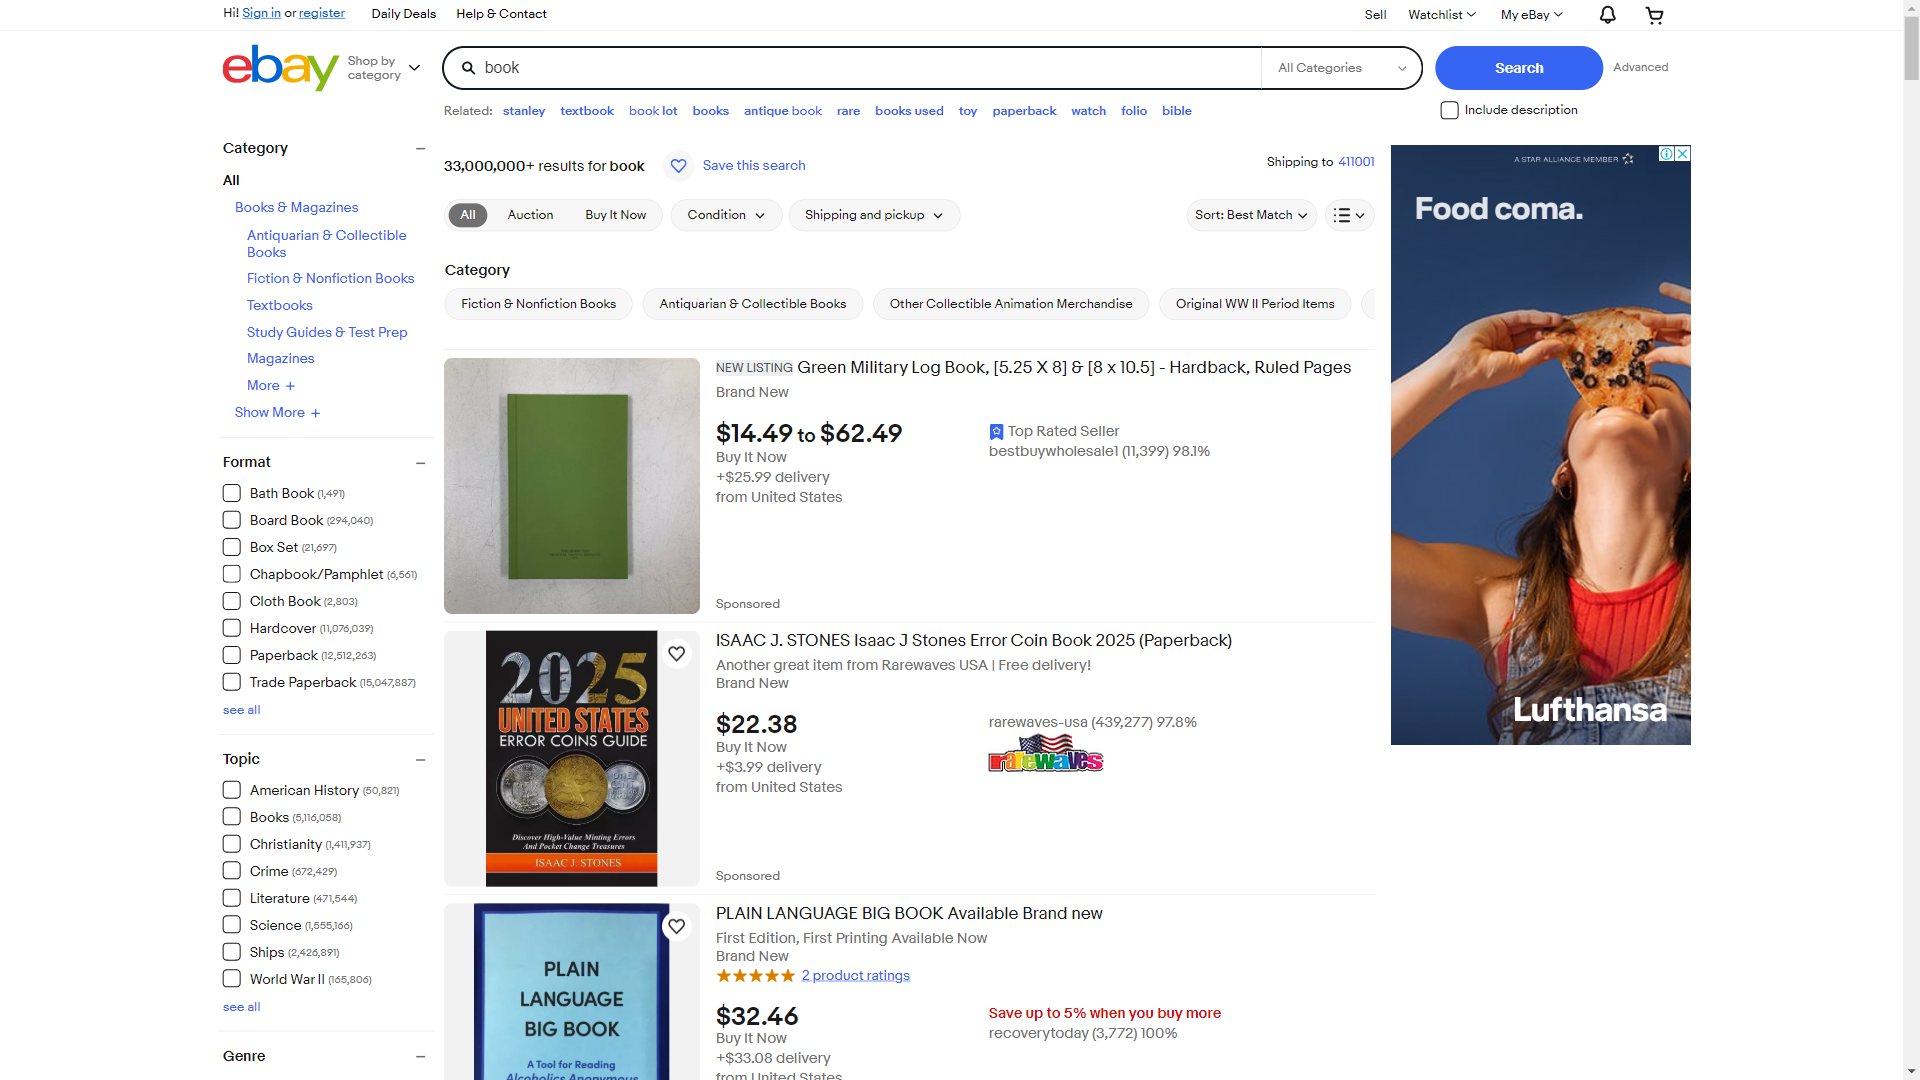 Hi! Sign in or register
Daily Deals
Help & Contact
Sell
Watchlist
My eBay
ebay
Shop by category
book
All Categories
Search
Advanced
Related: stanley textbook book lot books antique book rare books used toy paperback watch folio bible
Include description
Category
All
Books & Magazines
Antiquarian & Collectible
Books
Fiction & Nonfiction Books
Textbooks
Study Guides & Test Prep
Magazines
More
Show More
Format
Bath Book (1,491)
Board Book (294,040)
Box Set (21,697)
Chapbook/Pamphlet (6,561)
Cloth Book (2,803)
Hardcover (11,076,039)
Paperback (12,512,263)
Trade Paperback (15,047,887)
see all
Topic
American History (50,821)
Books (5,116,058)
Christianity (1,411,937)
Crime (672,429)
Literature (471,544)
Science (1,555,166)
Ships (2,426,891)
World War II (165,806)
see all
Genre
33,000,000+ results for book
Save this search
Shipping to 411001
All
Auction
Buy It Now
Condition
Shipping and pickup
Sort: Best Match
Category
Fiction & Nonfiction Books
Antiquarian & Collectible Books
Other Collectible Animation Merchandise
Original WW II Period Items
NEW LISTING Green Military Log Book, [5.25 X 8] & [8 x 10.5] - Hardback, Ruled Pages
Brand New
$14.49 to $62.49
Buy It Now
+$25.99 delivery
from United States
Top Rated Seller
bestbuywholesale1 (11,399) 98.1%
Sponsored
2025
UNITED STATES
ERROR COINS GUIDE
Discover High-Value Minting Errors
And Pocket Change Treasures
ISAAC J. STONES
ISAAC J. STONES Isaac J Stones Error Coin Book 2025 (Paperback)
Another great item from Rarewaves USA | Free delivery!
Brand New
$22.38
Buy It Now
+$3.99 delivery
from United States
rarewaves-usa (439,277) 97.8%
rarewaves
Sponsored
PLAIN
LANGUAGE
BIG BOOK
A Tool for Reading
Alcoholics Anonymous
PLAIN LANGUAGE BIG BOOK Available Brand new
First Edition, First Printing Available Now
Brand New
2 product ratings
$32.46
Buy It Now
+$33.08 delivery
from United States
Save up to 5% when you buy more
recoverytoday (3,772) 100%
A STAR ALLIANCE MEMBER
Food coma.
Lufthansa